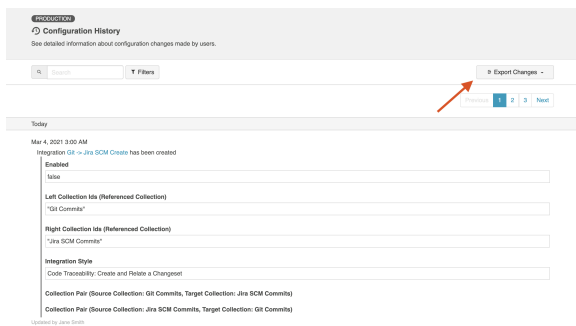 PRODUCTION
Configuration History
See detailed information about configuration changes made by users.
Search
Filters
Export Changes
Previous 1 2 3 Next
Today
Mar 4, 2021 3:00 AM
Integration Git -> Jira SCM Create has been created
Enabled
false
Left Collection Ids (Referenced Collection)
"Git Commits"
Right Collection Ids (Referenced Collection)
"Jira SCM Commits"
Integration Style
Code Traceability: Create and Relate a Changeset
Collection Pair (Source Collection: Git Commits, Target Collection: Jira SCM Commits)
Collection Pair (Source Collection: Jira SCM Commits, Target Collection: Git Commits)
Updated by Jane Smith